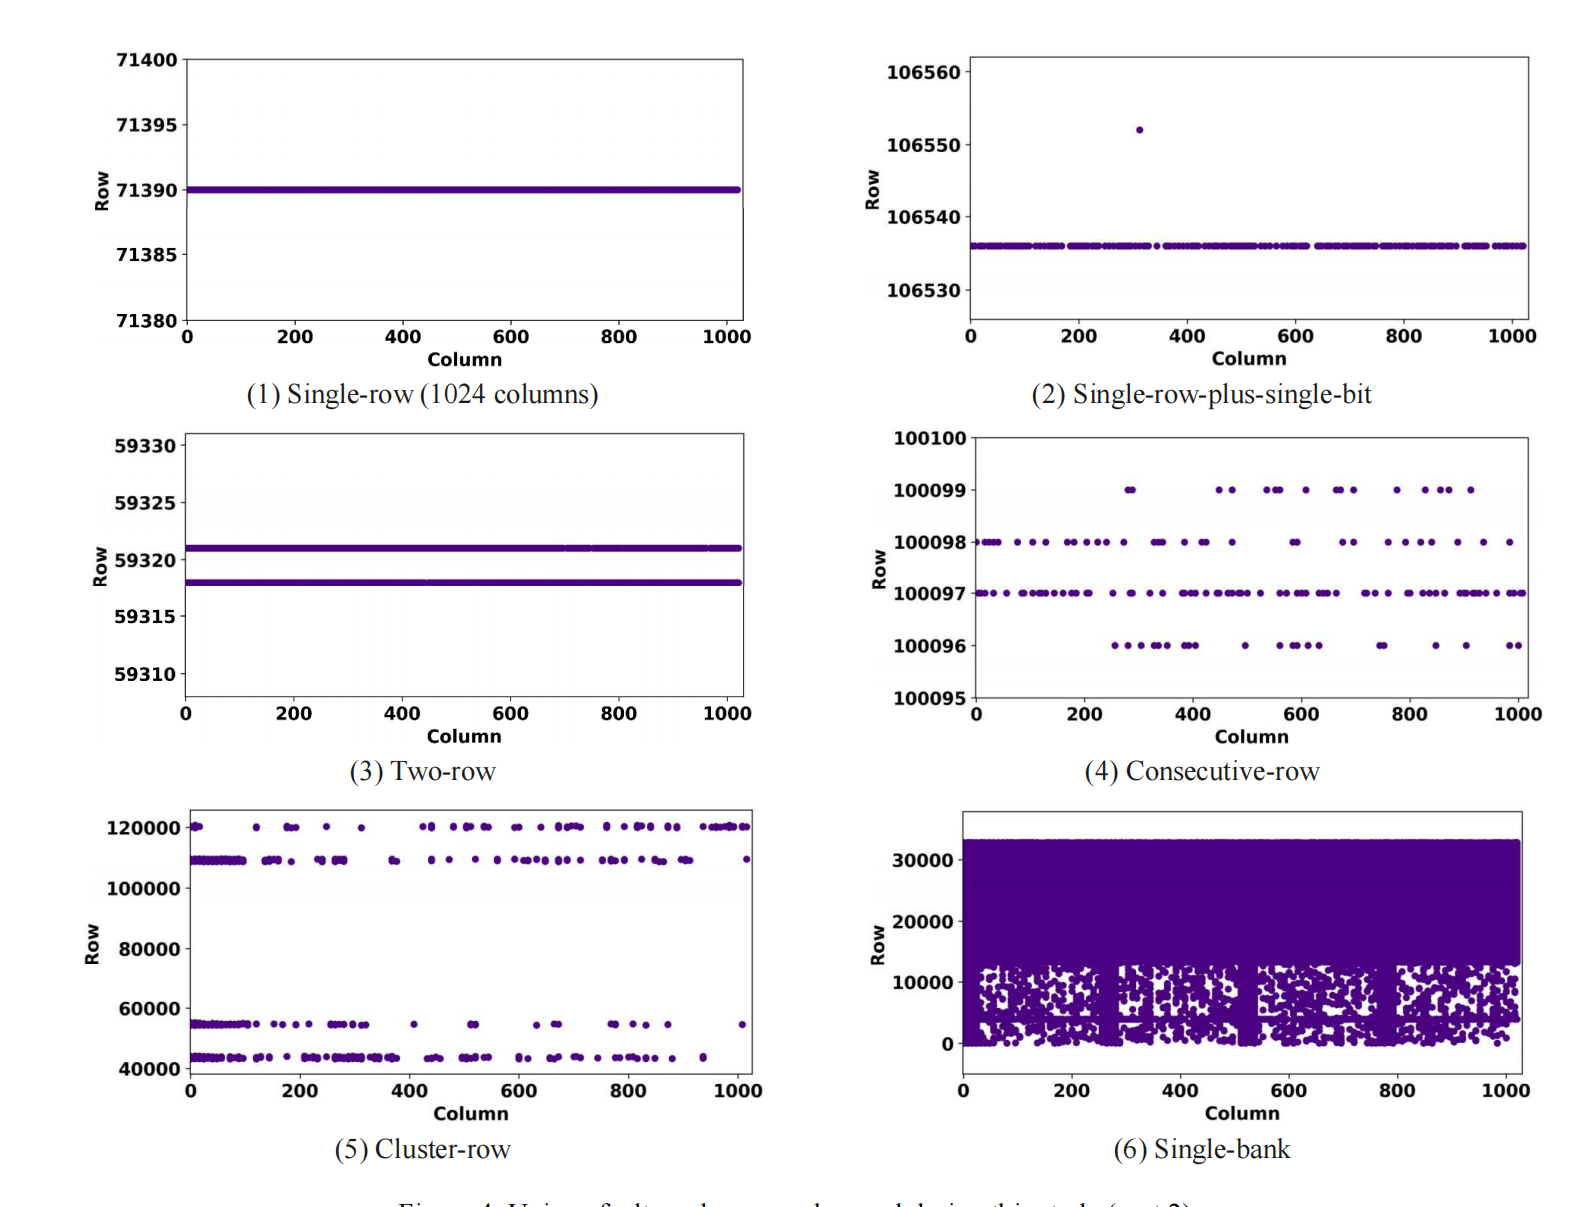 71400
71395
71390
71385
71380
Row
0 200 400 600 800 1000
Column
(1) Single-row (1024 columns)
106560
106550
106540
106530
Row
0 200 400 600 800 1000
Column
(2) Single-row-plus-single-bit
59330
59325
59320
59315
59310
Row
0 200 400 600 800 1000
Column
(3) Two-row
100100
100099
100098
100097
100096
100095
Row
0 200 400 600 800 1000
Column
(4) Consecutive-row
120000
100000
80000
60000
40000
Row
0 200 400 600 800 1000
Column
(5) Cluster-row
30000
20000
10000
0
Row
0 200 400 600 800 1000
Column
(6) Single-bank